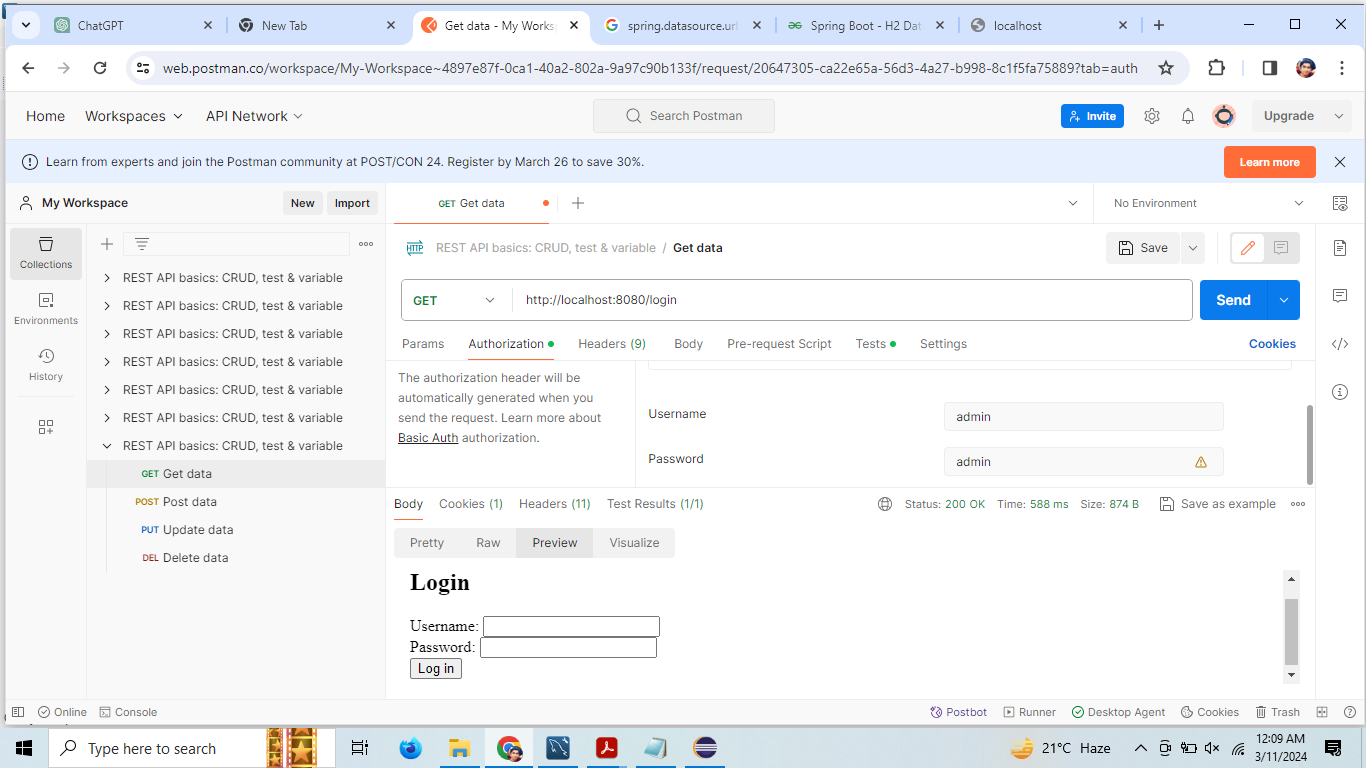 ChatGPT
New Tab
Get data - My Works
spring.datasource.url
Spring Boot - H2 Dat
localhost
web.postman.co/workspace/My-Workspace~4897e87f-0ca1-40a2-802a-9a97c90b133f/request/20647305-ca22e65a-56d3-4a27-b998-8c1f5fa75889?tab=auth
Home Workspaces API Network Search Postman Invite Upgrade
Learn from experts and join the Postman community at POST/CON 24. Register by March 26 to save 30%. Learn more
My Workspace New Import
GET Get data No Environment
Collections
Environments
History
REST API basics: CRUD, test & variable
REST API basics: CRUD, test & variable
REST API basics: CRUD, test & variable
REST API basics: CRUD, test & variable
REST API basics: CRUD, test & variable
REST API basics: CRUD, test & variable
REST API basics: CRUD, test & variable
GET Get data
POST Post data
PUT Update data
DEL Delete data
HTTP REST API basics: CRUD, test & variable / Get data Save
GET http://localhost:8080/login Send
Params Authorization Headers (9) Body Pre-request Script Tests Settings Cookies
The authorization header will be
automatically generated when you
send the request. Learn more about
Basic Auth authorization.
Username admin
Password admin
Body Cookies (1) Headers (11) Test Results (1/1) Status: 200 OK Time: 588 ms Size: 874 B Save as example
Pretty Raw Preview Visualize
Login
Username:
Password:
Log in
Online Console Postbot Runner Desktop Agent Cookies Trash
Type here to search
21°C Haze
12:09 AM
3/11/2024